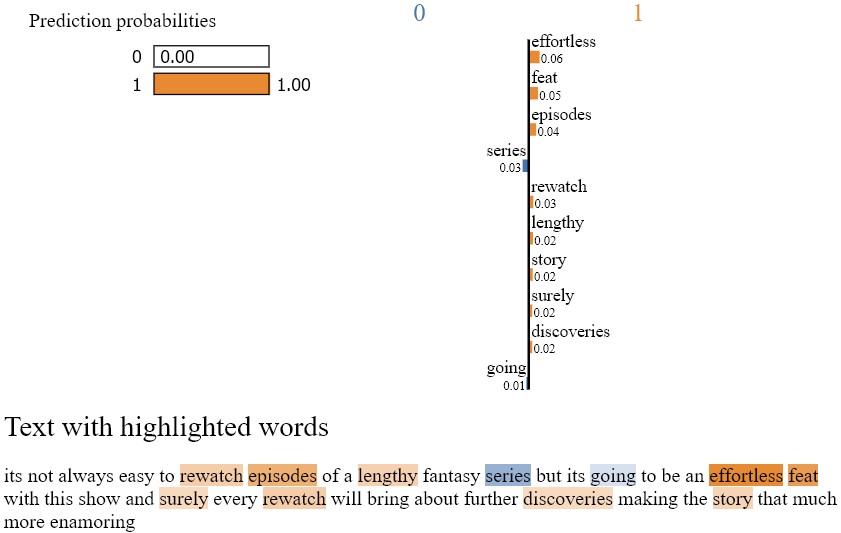 Prediction probabilities
0 0.00
1 1.00
0 1
effortless
0.06
feat
0.05
episodes
0.04
series
0.03
rewatch
0.03
lengthy
0.02
story
0.02
surely
0.02
discoveries
0.02
going
0.01
Text with highlighted words
its not always easy to rewatch episodes of a lengthy fantasy series but its going to be an effortless feat
with this show and surely every rewatch will bring about further discoveries making the story that much
more enamoring